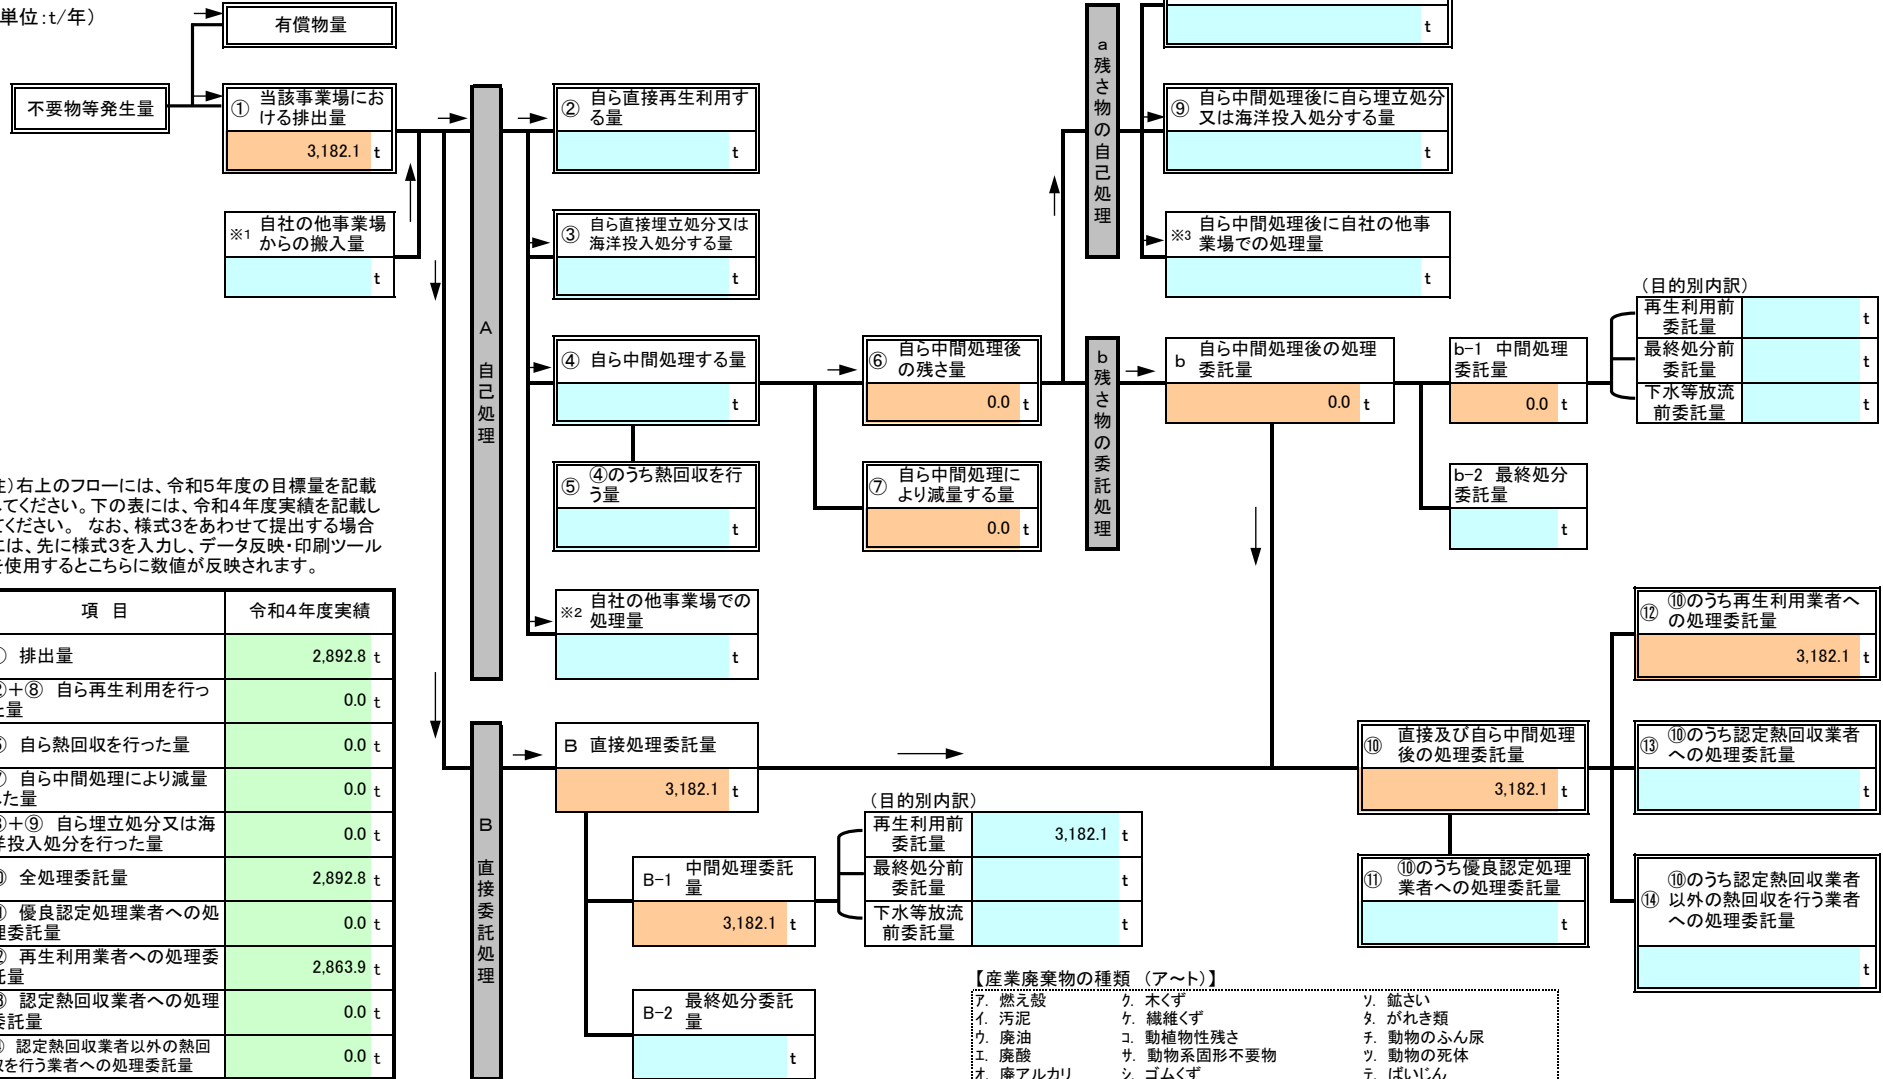 単位:t/年）
有償物量
不要物等発生量
① 当該事業場にお
ける排出量
3,182.1 t
※1 自社の他事業場
からの搬入量
t
A 自己処理
② 自ら直接再生利用す
る量
t
③ 自ら直接埋立処分又は
海洋投入処分する量
t
④ 自ら中間処理する量
t
⑤ ④のうち熱回収を行
う量
t
※2 自社の他事業場での
処理量
t
⑥ 自ら中間処理後
の残さ量
0.0 t
⑦ 自ら中間処理に
より減量する量
0.0 t
a残さ物の自己処理
t
⑨ 自ら中間処理後に自ら埋立処分
又は海洋投入処分する量
t
※3 自ら中間処理後に自社の他事
業場での処理量
t
b残さ物の委託処理
b 自ら中間処理後の処理
委託量
0.0 t
b-1 中間処理
委託量
0.0 t
（目的別内訳）
再生利用前
委託量
t
最終処分前
委託量
t
下水等放流
前委託量
t
b-2 最終処分
委託量
t
注）右上のフローには、令和5年度の目標量を記載
してください。下の表には、令和4年度実績を記載し
てください。 なお、様式3をあわせて提出する場合
には、先に様式3を入力し、データ反映・印刷ツール
を使用するとこちらに数値が反映されます。
項 目 令和4年度実績
排出量 2,892.8 t
＋⑧ 自ら再生利用を行っ
た量
0.0 t
自ら熱回収を行った量 0.0 t
自ら中間処理により減量
した量
0.0 t
＋⑨ 自ら埋立処分又は海
洋投入処分を行った量
0.0 t
全処理委託量 2,892.8 t
優良認定処理業者への処
理委託量
0.0 t
再生利用業者への処理委
託量
2,863.9 t
認定熱回収業者への処理
委託量
0.0 t
認定熱回収業者以外の熱回
収を行う業者への処理委託量
0.0 t
B 直接委託処理
B 直接処理委託量
3,182.1 t
B-1 中間処理委託
量
3,182.1 t
（目的別内訳）
再生利用前
委託量
3,182.1 t
最終処分前
委託量
t
下水等放流
前委託量
t
B-2 最終処分委託
量
t
⑩ 直接及び自ら中間処理
後の処理委託量
3,182.1 t
⑪ ⑩のうち優良認定処理
業者への処理委託量
t
⑫ ⑩のうち再生利用業者へ
の処理委託量
3,182.1 t
⑬ ⑩のうち認定熱回収業者
への処理委託量
t
⑭ ⑩のうち認定熱回収業者
以外の熱回収を行う業者
への処理委託量
t
【産業廃棄物の種類 （ア～ト）】
ア. 燃え殻 ク. 木くず ソ. 鉱さい
イ. 汚泥 ケ. 繊維くず タ. がれき類
ウ. 廃油 コ. 動植物性残さ チ. 動物のふん尿
エ. 廃酸 サ. 動物系固形不要物 ツ. 動物の死体
オ. 廃アルカリ シ. ゴムくず テ. ばいじん